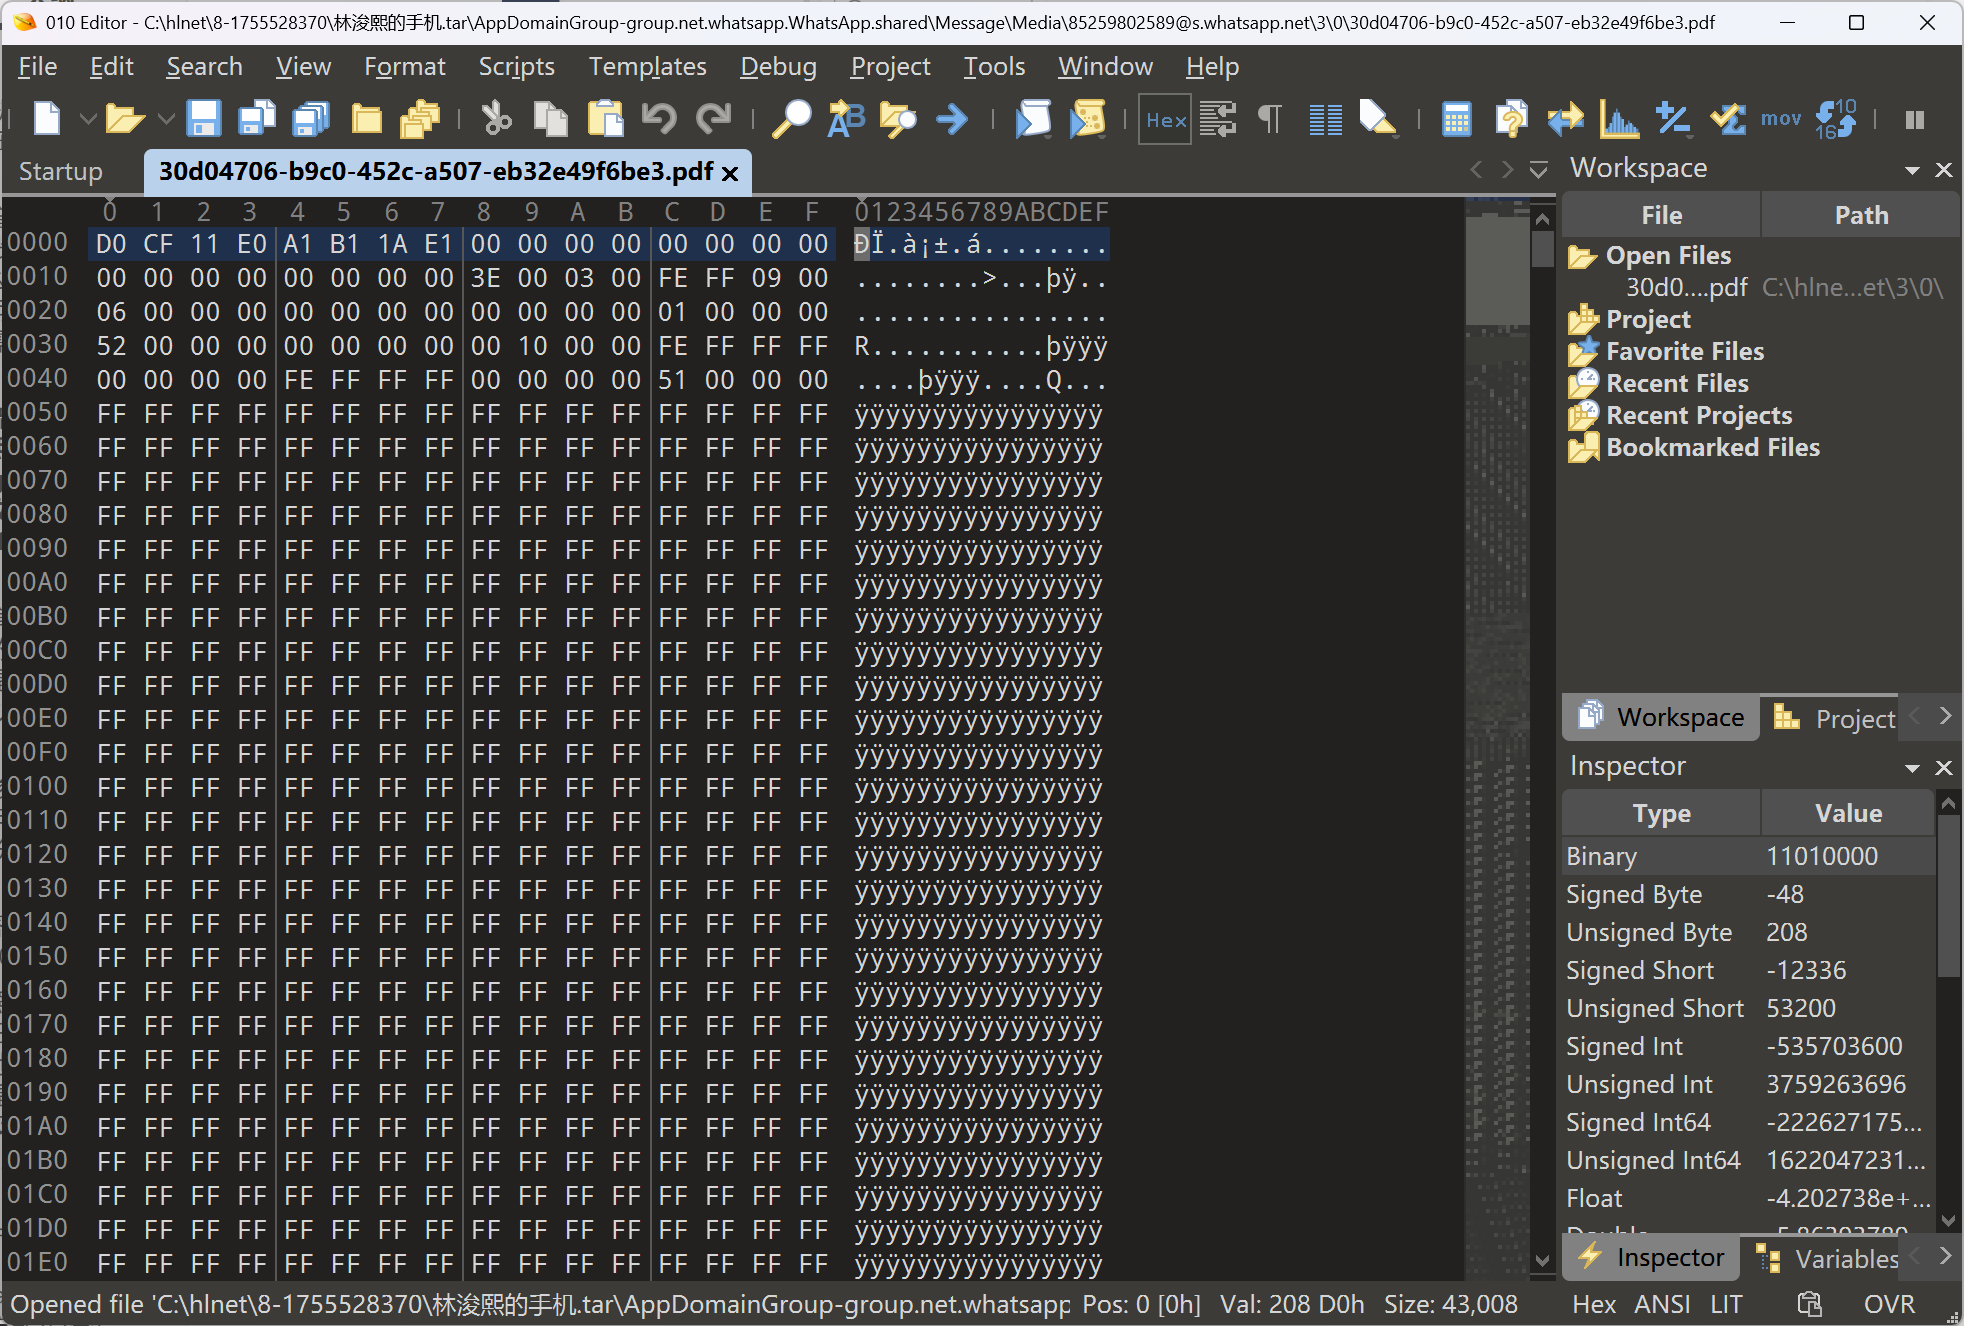 010 Editor - C:\hlnet\8-1755528370\林浚熙的手机.tar\AppDomainGroup-group.net.whatsapp.WhatsApp.shared\Message\Media\85259802589@s.whatsapp.net\3\0\30d04706-b9c0-452c-a507-eb32e49f6be3.pdf
File Edit Search View Format Scripts Templates Debug Project Tools Window Help
Hex mov 10 16
Startup 30d04706-b9c0-452c-a507-eb32e49f6be3.pdf
0 1 2 3 4 5 6 7 8 9 A B C D E F 0123456789ABCDEF
0000 D0 CF 11 E0 A1 B1 1A E1 00 00 00 00 00 00 00 00 ÐÏ.à¡±.á........
0010 00 00 00 00 00 00 00 00 3E 00 03 00 FE FF 09 00 ........>...þÿ..
0020 06 00 00 00 00 00 00 00 00 00 00 00 01 00 00 00 ................
0030 52 00 00 00 00 00 00 00 00 10 00 00 FE FF FF FF R...........þÿÿÿ
0040 00 00 00 00 FE FF FF FF 00 00 00 00 51 00 00 00 ....þÿÿÿ....Q...
0050 FF FF FF FF FF FF FF FF FF FF FF FF FF FF FF FF ÿÿÿÿÿÿÿÿÿÿÿÿÿÿÿÿ
0060 FF FF FF FF FF FF FF FF FF FF FF FF FF FF FF FF ÿÿÿÿÿÿÿÿÿÿÿÿÿÿÿÿ
0070 FF FF FF FF FF FF FF FF FF FF FF FF FF FF FF FF ÿÿÿÿÿÿÿÿÿÿÿÿÿÿÿÿ
0080 FF FF FF FF FF FF FF FF FF FF FF FF FF FF FF FF ÿÿÿÿÿÿÿÿÿÿÿÿÿÿÿÿ
0090 FF FF FF FF FF FF FF FF FF FF FF FF FF FF FF FF ÿÿÿÿÿÿÿÿÿÿÿÿÿÿÿÿ
00A0 FF FF FF FF FF FF FF FF FF FF FF FF FF FF FF FF ÿÿÿÿÿÿÿÿÿÿÿÿÿÿÿÿ
00B0 FF FF FF FF FF FF FF FF FF FF FF FF FF FF FF FF ÿÿÿÿÿÿÿÿÿÿÿÿÿÿÿÿ
00C0 FF FF FF FF FF FF FF FF FF FF FF FF FF FF FF FF ÿÿÿÿÿÿÿÿÿÿÿÿÿÿÿÿ
00D0 FF FF FF FF FF FF FF FF FF FF FF FF FF FF FF FF ÿÿÿÿÿÿÿÿÿÿÿÿÿÿÿÿ
00E0 FF FF FF FF FF FF FF FF FF FF FF FF FF FF FF FF ÿÿÿÿÿÿÿÿÿÿÿÿÿÿÿÿ
00F0 FF FF FF FF FF FF FF FF FF FF FF FF FF FF FF FF ÿÿÿÿÿÿÿÿÿÿÿÿÿÿÿÿ
0100 FF FF FF FF FF FF FF FF FF FF FF FF FF FF FF FF ÿÿÿÿÿÿÿÿÿÿÿÿÿÿÿÿ
0110 FF FF FF FF FF FF FF FF FF FF FF FF FF FF FF FF ÿÿÿÿÿÿÿÿÿÿÿÿÿÿÿÿ
0120 FF FF FF FF FF FF FF FF FF FF FF FF FF FF FF FF ÿÿÿÿÿÿÿÿÿÿÿÿÿÿÿÿ
0130 FF FF FF FF FF FF FF FF FF FF FF FF FF FF FF FF ÿÿÿÿÿÿÿÿÿÿÿÿÿÿÿÿ
0140 FF FF FF FF FF FF FF FF FF FF FF FF FF FF FF FF ÿÿÿÿÿÿÿÿÿÿÿÿÿÿÿÿ
0150 FF FF FF FF FF FF FF FF FF FF FF FF FF FF FF FF ÿÿÿÿÿÿÿÿÿÿÿÿÿÿÿÿ
0160 FF FF FF FF FF FF FF FF FF FF FF FF FF FF FF FF ÿÿÿÿÿÿÿÿÿÿÿÿÿÿÿÿ
0170 FF FF FF FF FF FF FF FF FF FF FF FF FF FF FF FF ÿÿÿÿÿÿÿÿÿÿÿÿÿÿÿÿ
0180 FF FF FF FF FF FF FF FF FF FF FF FF FF FF FF FF ÿÿÿÿÿÿÿÿÿÿÿÿÿÿÿÿ
0190 FF FF FF FF FF FF FF FF FF FF FF FF FF FF FF FF ÿÿÿÿÿÿÿÿÿÿÿÿÿÿÿÿ
01A0 FF FF FF FF FF FF FF FF FF FF FF FF FF FF FF FF ÿÿÿÿÿÿÿÿÿÿÿÿÿÿÿÿ
01B0 FF FF FF FF FF FF FF FF FF FF FF FF FF FF FF FF ÿÿÿÿÿÿÿÿÿÿÿÿÿÿÿÿ
01C0 FF FF FF FF FF FF FF FF FF FF FF FF FF FF FF FF ÿÿÿÿÿÿÿÿÿÿÿÿÿÿÿÿ
01D0 FF FF FF FF FF FF FF FF FF FF FF FF FF FF FF FF ÿÿÿÿÿÿÿÿÿÿÿÿÿÿÿÿ
01E0 FF FF FF FF FF FF FF FF FF FF FF FF FF FF FF FF ÿÿÿÿÿÿÿÿÿÿÿÿÿÿÿÿ
Workspace
File Path
Open Files
30d0....pdf C:\hlne...et\3\0\
Project
Favorite Files
Recent Files
Recent Projects
Bookmarked Files
Workspace Project
Inspector
Type Value
Binary 11010000
Signed Byte -48
Unsigned Byte 208
Signed Short -12336
Unsigned Short 53200
Signed Int -535703600
Unsigned Int 3759263696
Signed Int64 -222627175...
Unsigned Int64 1622047231...
Float -4.202738e+...
Inspector Variables
Opened file 'C:\hlnet\8-1755528370\林浚熙的手机.tar\AppDomainGroup-group.net.whatsapp Pos: 0 [0h] Val: 208 D0h Size: 43,008 Hex ANSI LIT OVR